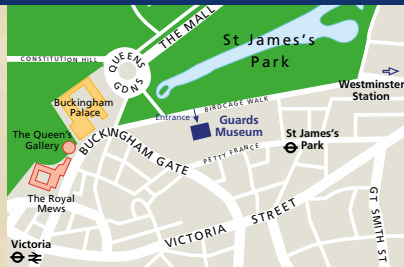 THE MALL
St James's
Park
CONSTITUTION HILL
QUEENS
GDNS
Westminster
Station
Buckingham
Palace
BIRDCAGE WALK
Entrance
Guards
Museum
The Queen's
Gallery
BUCKINGHAM GATE
St James's
Park
PETTY FRANCE
The Royal
Mews
VICTORIA STREET
GT SMITH ST
Victoria